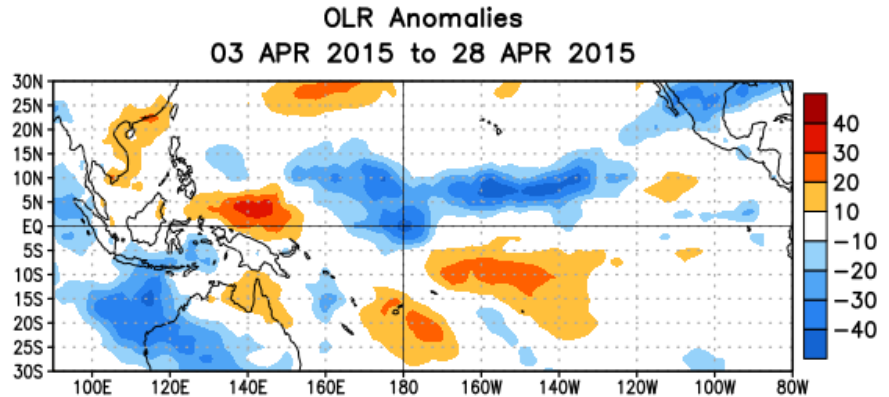 OLR Anomalies
03 APR 2015 to 28 APR 2015
30N
25N
20N
15N
10N
5N
EQ
5S
10S
15S
20S
25S
30S
100E 120E 140E 160E 180 160W 140W 120W 100W 80W
40
30
20
10
-10
-20
-30
-40